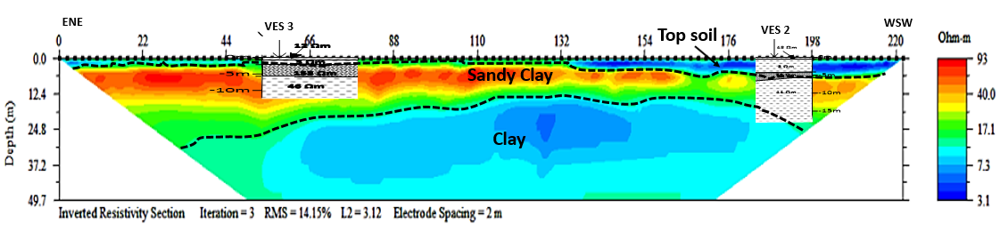 ENE
VES 3
VES 2
WSW
Top soil
0 22 44 66 88 110 132 154 176 198 220
Ohm-m
0.0
12.4
24.8
37.2
49.7
Depth (m)
-5m
-10m
Sandy Clay
Clay
-10m
-15m
93
40.0
17.1
7.3
3.1
Inverted Resistivity Section Iteration = 3 RMS = 14.15% L2 = 3.12 Electrode Spacing = 2 m